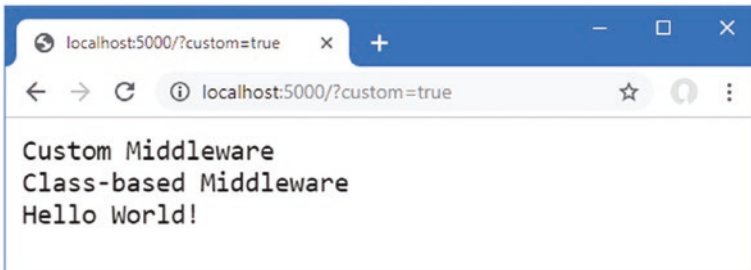 localhost:5000/?custom=true
localhost:5000/?custom=true
Custom Middleware
Class-based Middleware
Hello World!